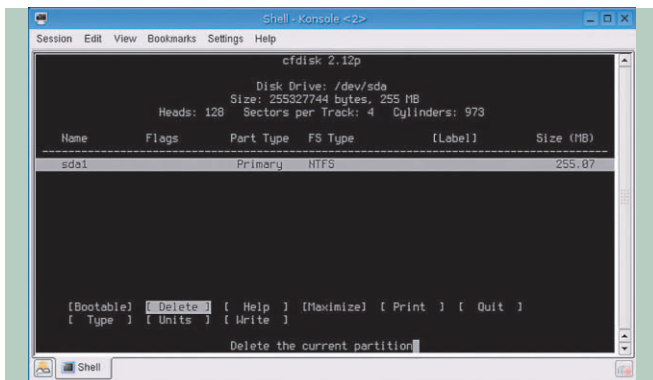 Shell - Konsole <2>
Session Edit View Bookmarks Settings Help
cfdisk 2.12p
Disk Drive: /dev/sda
Size: 255327744 bytes, 255 MB
Heads: 128 Sectors per Track: 4 Cylinders: 973
Name Flags Part Type FS Type [Label] Size (MB)
sda1 Primary NTFS 255.07
[Bootable] [ Delete ] [ Help ] [Maximize] [ Print ] [ Quit ]
[ Type ] [ Units ] [ Write ]
Delete the current partition
Shell